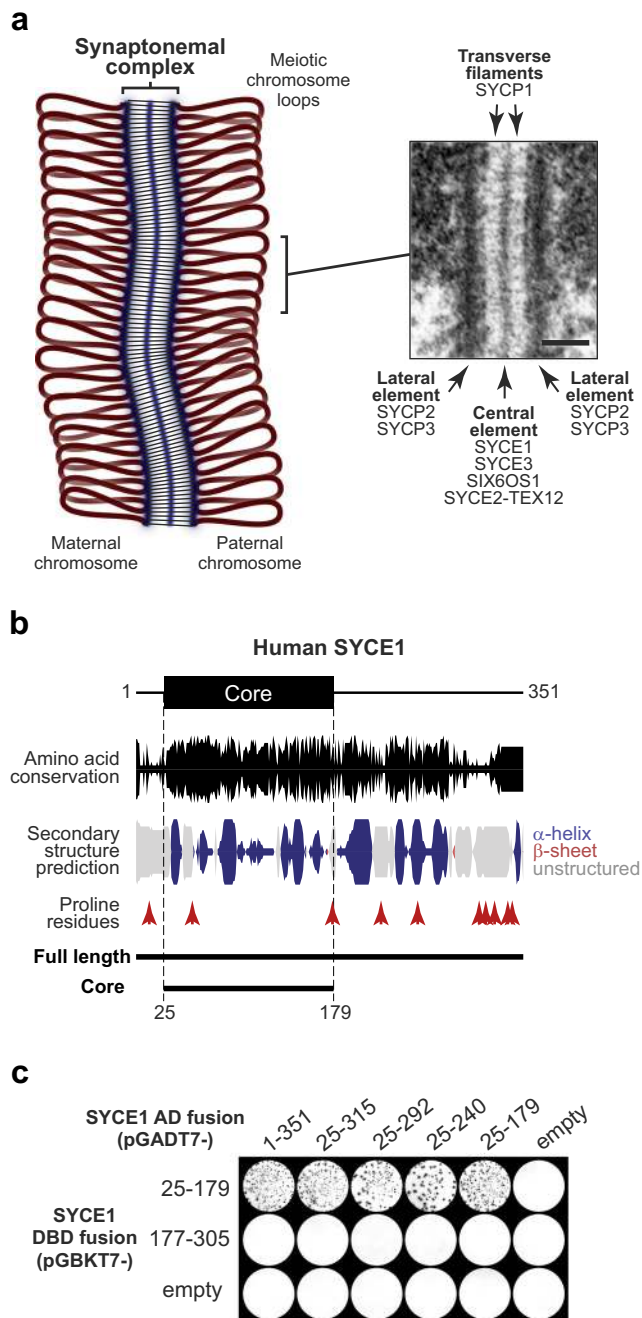 a
Synaptonemal
complex
Meiotic
chromosome
loops
Transverse
filaments
SYCP1
Lateral
element
SYCP2
SYCP3
Central
element
SYCE1
SYCE3
SIX6OS1
SYCE2-TEX12
Lateral
element
SYCP2
SYCP3
Maternal
chromosome
Paternal
chromosome
b
Human SYCE1
1
Core
351
Amino acid
conservation
Secondary
structure
prediction
α-helix
β-sheet
unstructured
Proline
residues
Full length
Core
25
179
c
SYCE1 AD fusion
(pGADT7-)
1-351
25-315
25-292
25-240
25-179
empty
SYCE1
DBD fusion
(pGBKT7-)
25-179
177-305
empty